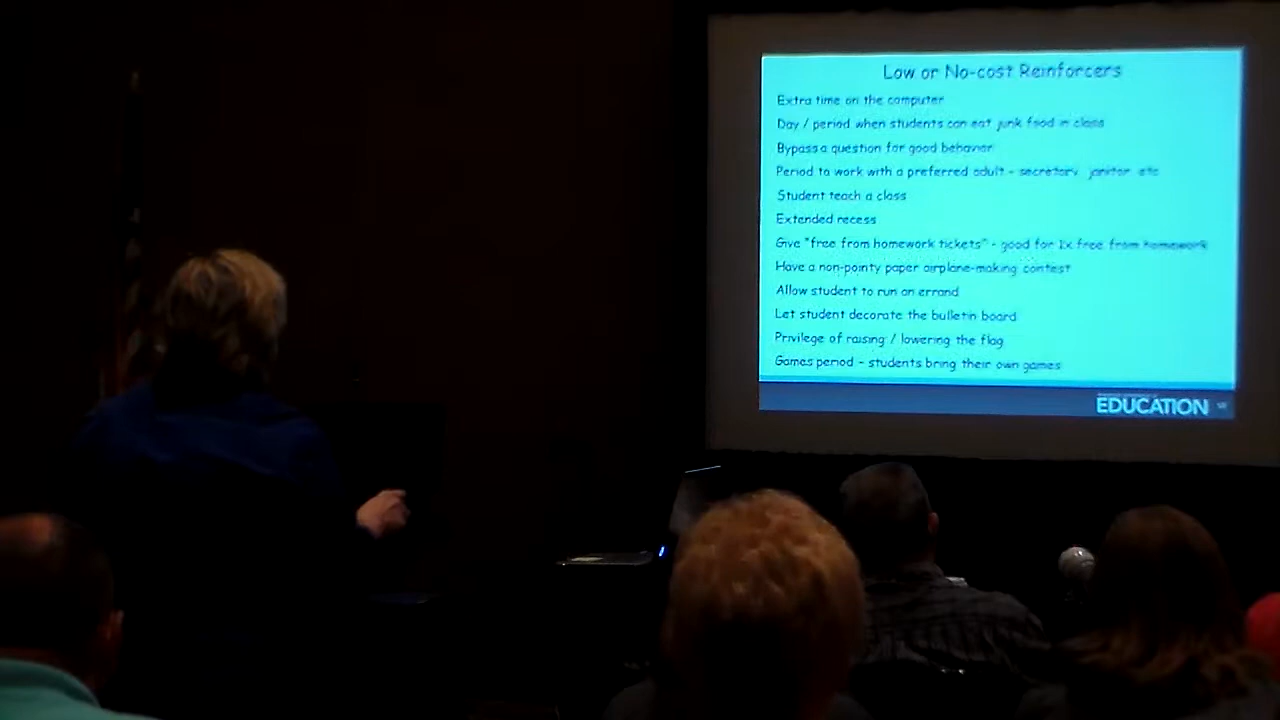 Low or No-cost Reinforcers
Extra time on the computer
Day / period when students can eat junk food in class
Bypass a question for good behavior
Period to work with a preferred adult - secretary janitor etc
Student teach a class
Extended recess
Give "free from homework tickets" - good for 1x free from homework
Have a non-pointy paper airplane-making contest
Allow student to run an errand
Let student decorate the bulletin board
Privilege of raising / lowering the flag
Games period - students bring their own games
EDUCATION